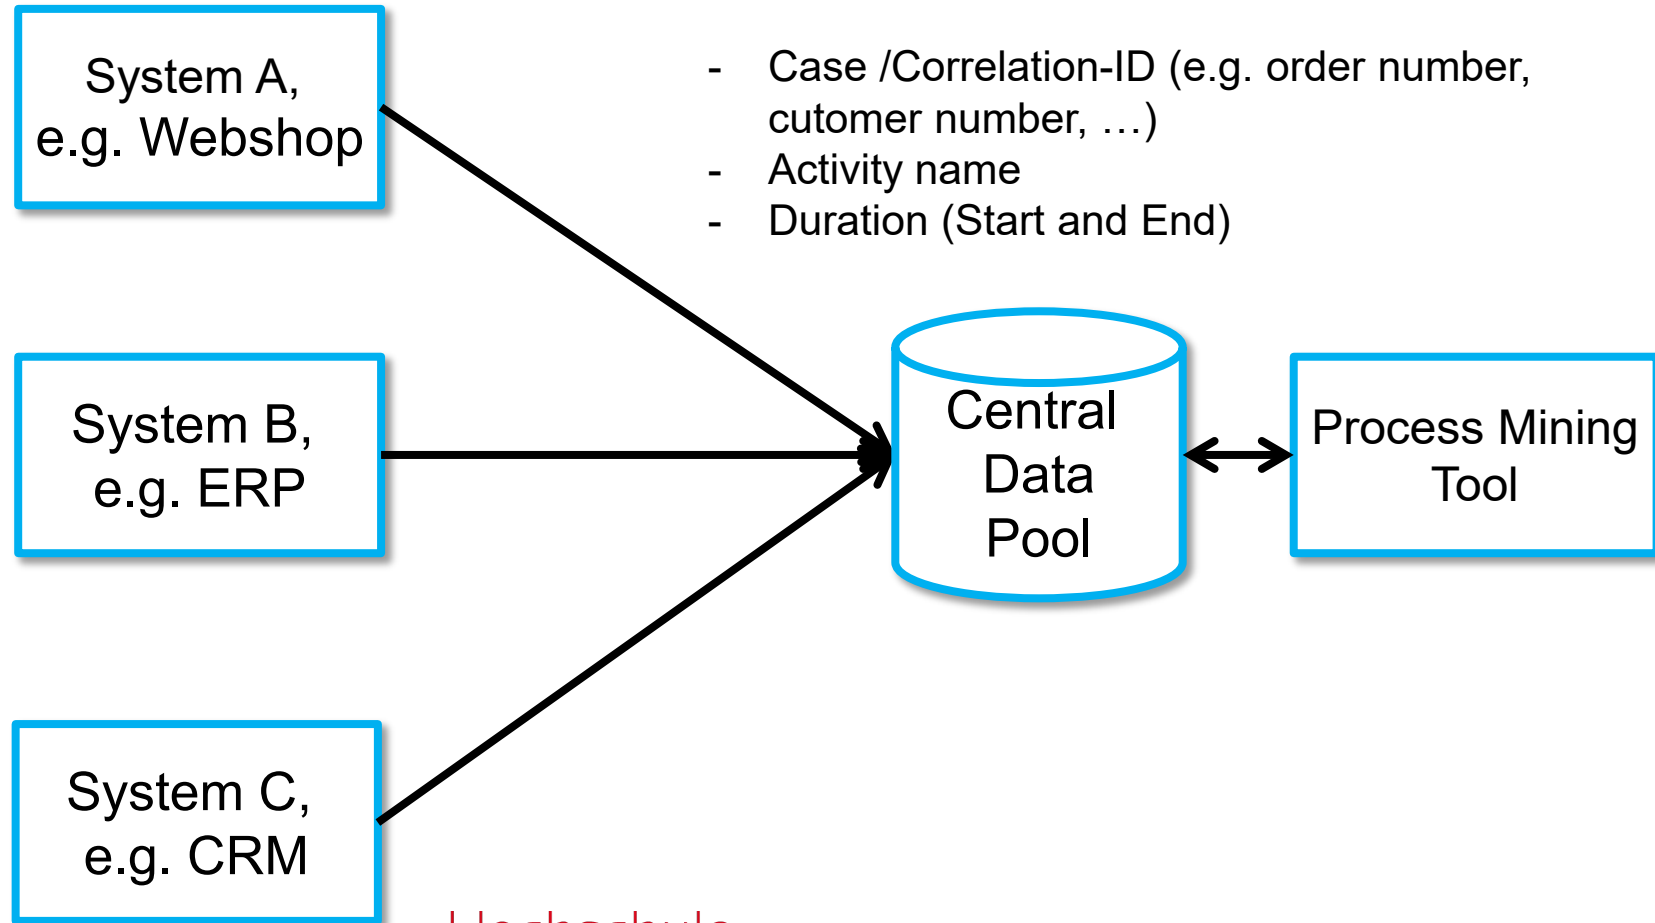 System A,
e.g. Webshop
- Case /Correlation-ID (e.g. order number,
cutomer number, …)
- Activity name
- Duration (Start and End)
System B,
e.g. ERP
Central
Data
Pool
Process Mining
Tool
System C,
e.g. CRM